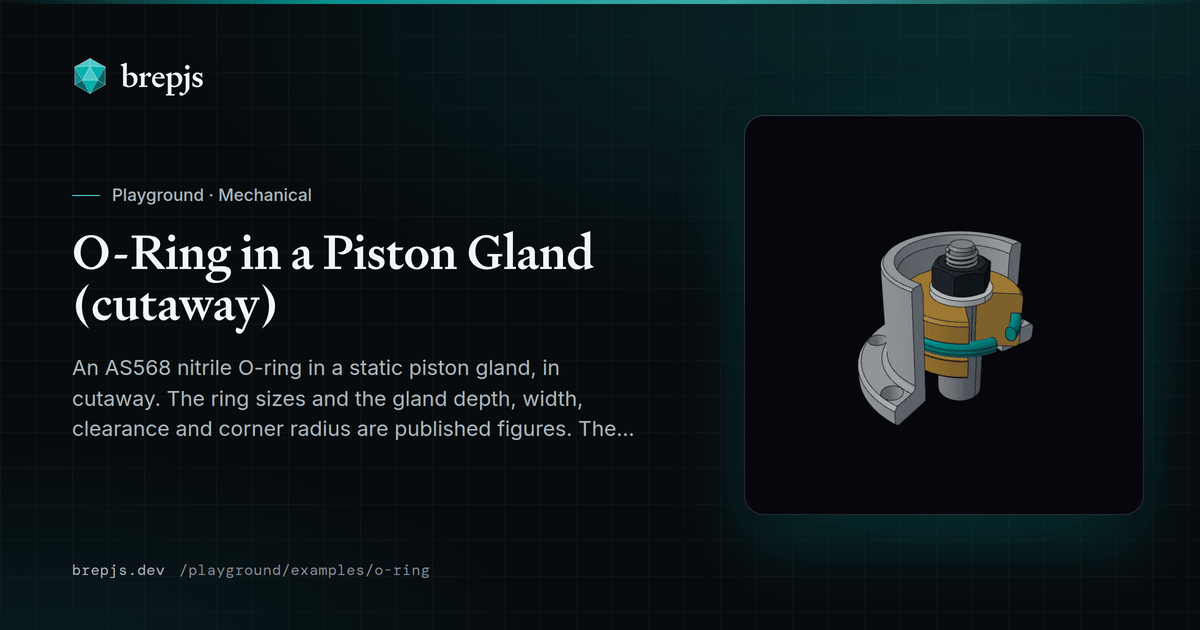 brepjs
Playground · Mechanical
O-Ring in a Piston Gland
(cutaway)
An AS568 nitrile O-ring in a static piston gland, in
cutaway. The ring sizes and the gland depth, width,
clearance and corner radius are published figures. The...
brepjs.dev /playground/examples/o-ring